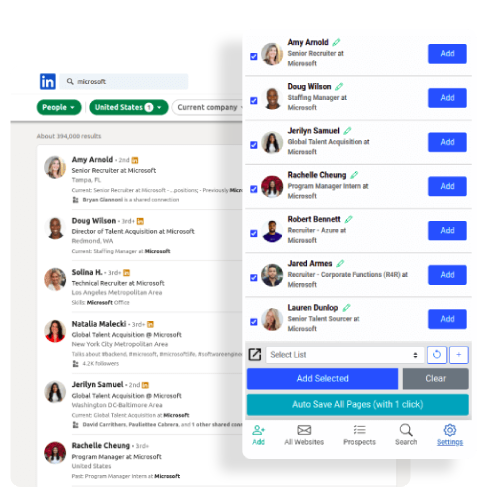 in
microsoft
People
United States 1
Current company
About 394,000 results
Amy Arnold • 2nd in
Senior Recruiter at Microsoft
Tampa, FL
Current: Senior Recruiter at Microsoft - ...positions; - Previously Micr
Bryan Giannoni is a shared connection
Doug Wilson • 3rd+ in
Director of Talent Acquisition at Microsoft
Redmond, WA
Current: Staffing Manager at Microsoft
Solina H. • 3rd+ in
Technical Recruiter at Microsoft
Los Angeles Metropolitan Area
Skills: Microsoft Office
Natalia Malecki • 3rd+ in
Global Talent Acquisition @ Microsoft
New York City Metropolitan Area
Talks about #backend, #microsoft, #microsoftlife, #softwareengine
4.2K followers
Jerilyn Samuel • 2nd in
Global Talent Acquisition @ Microsoft
Washington DC-Baltimore Area
Current: Global Talent Acquisition at Microsoft
David Carrithers, Paulietlee Cabrera, and 1 other shared conn
Rachelle Cheung • 3rd+
Program Manager at Microsoft
United States
Past: Program Manager Intern at Microsoft
Amy Arnold
Senior Recruiter at
Microsoft
Add
Doug Wilson
Staffing Manager at
Microsoft
Add
Jerilyn Samuel
Global Talent Acquisition at
Microsoft
Add
Rachelle Cheung
Program Manager Intern at
Microsoft
Add
Robert Bennett
Recruiter - Azure at
Microsoft
Add
Jared Armes
Recruiter - Corporate Functions (R4R) at
Microsoft
Add
Lauren Dunlop
Senior Talent Sourcer at
Microsoft
Add
Select List
+
Add Selected
Clear
Auto Save All Pages (with 1 click)
Add
All Websites
Prospects
Search
Settings